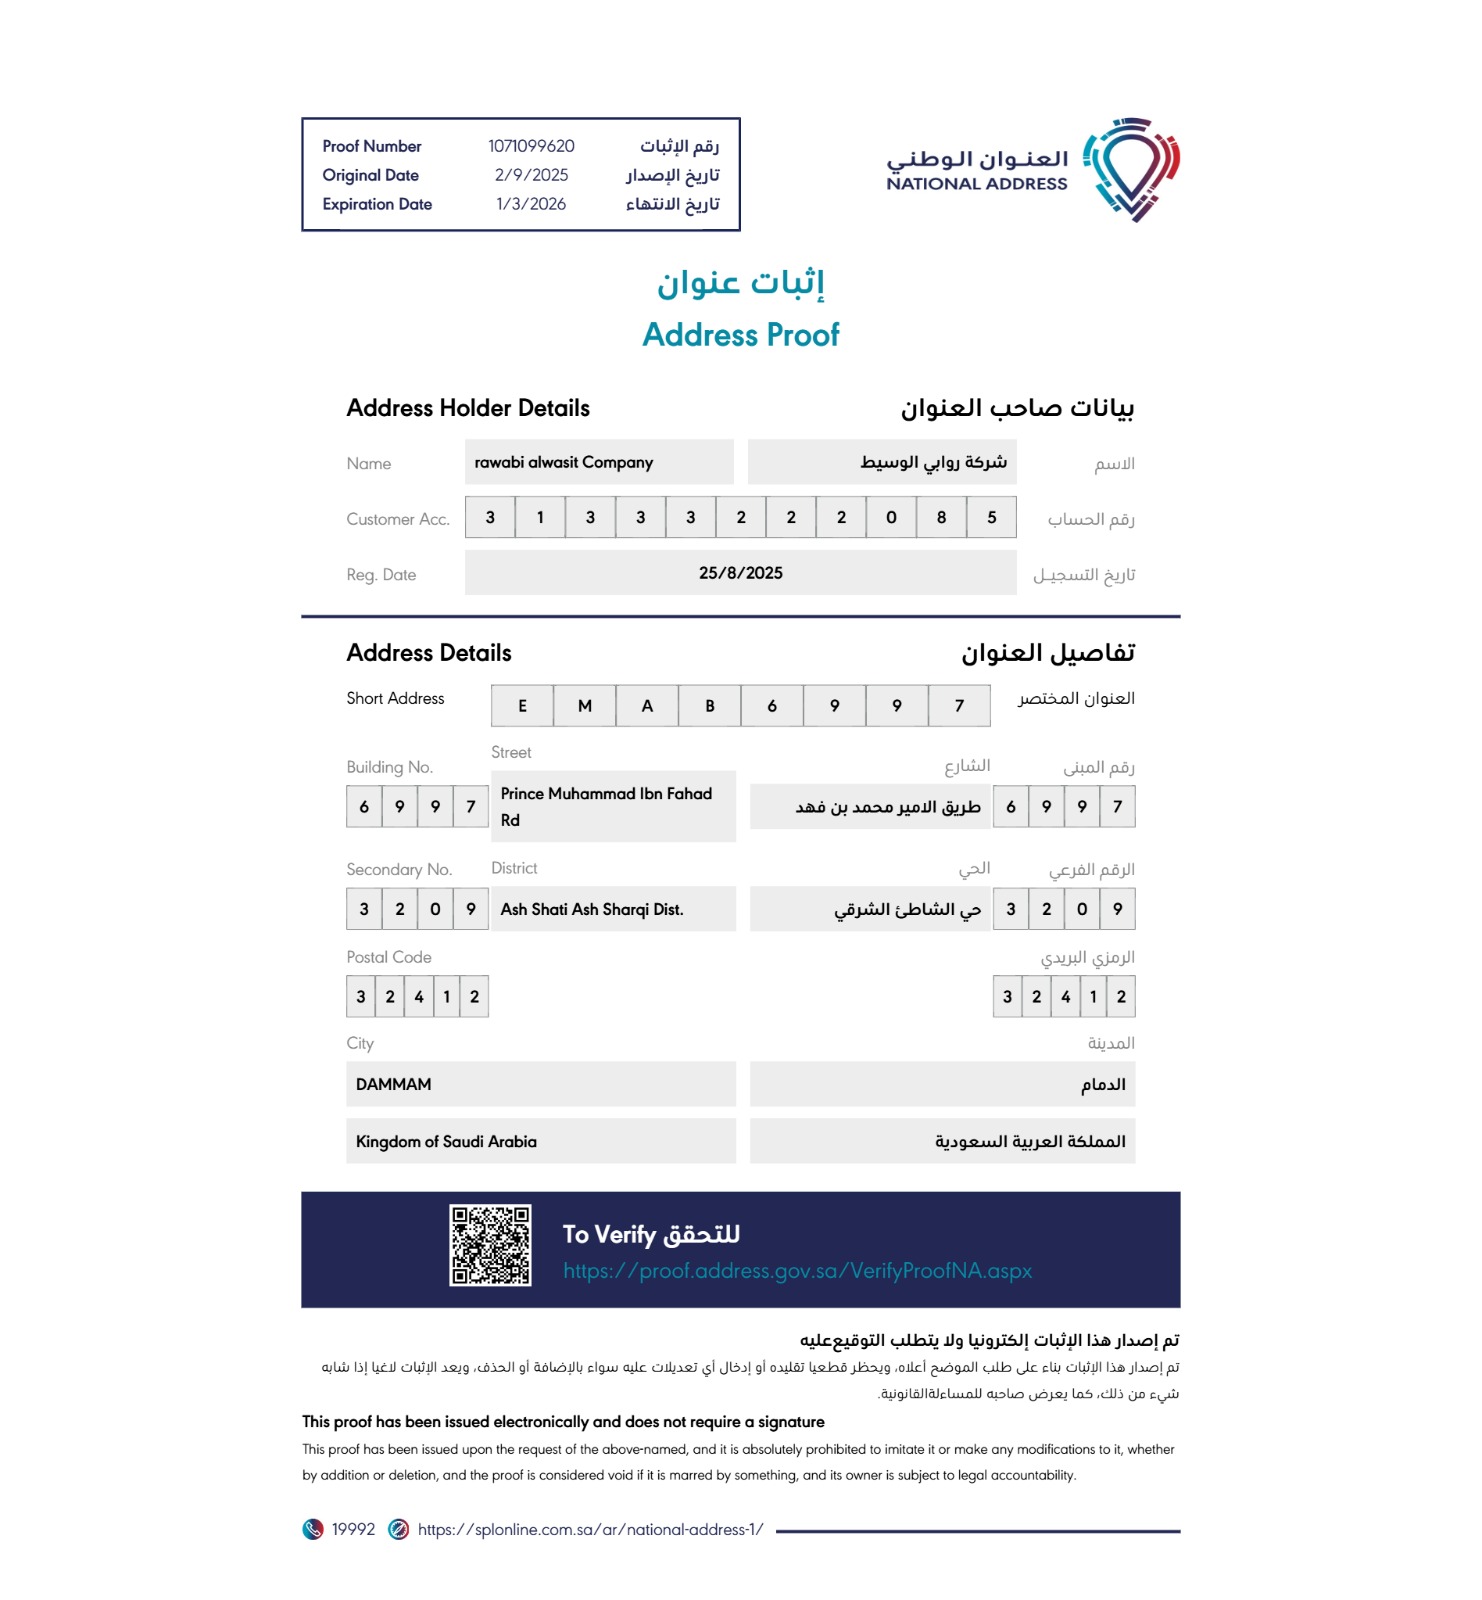 Proof Number 1071099620 رقم الإثبات
Original Date 2/9/2025 تاريخ الإصدار
Expiration Date 1/3/2026 تاريخ الانتهاء
العنوان الوطني
NATIONAL ADDRESS
إثبات عنوان
Address Proof
Address Holder Details بيانات صاحب العنوان
Name rawabi alwasit Company شركة روابي الوسيط الاسم
Customer Acc. 3 1 3 3 3 2 2 2 0 8 5 رقم الحساب
Reg. Date 25/8/2025 تاريخ التسجيـل
Address Details تفاصيل العنوان
Short Address E M A B 6 9 9 7 العنوان المختصر
Building No. Street الشارع رقم المبنى
6 9 9 7 Prince Muhammad Ibn Fahad طريق الامير محمد بن فهد 6 9 9 7
Rd
Secondary No. District الحي الرقم الفرعي
3 2 0 9 Ash Shati Ash Sharqi Dist. حي الشاطئ الشرقي 3 2 0 9
Postal Code الرمزي البريدي
3 2 4 1 2 3 2 4 1 2
City المدينة
DAMMAM الدمام
Kingdom of Saudi Arabia المملكة العربية السعودية
To Verify للتحقق
https://proof.address.gov.sa/VerifyProofNA.aspx
تم إصدار هذا الإثبات إلكترونيا ولا يتطلب التوقيععليه
تم إصدار هذا الإثبات بناء على طلب الموضح أعلاه، ويحظر قطعيا تقليده أو إدخال أي تعديلات عليه سواء بالإضافة أو الحذف، ويعد الإثبات لاغيا إذا شابه
شيء من ذلك، كما يعرض صاحبه للمساءلةالقانونية.
This proof has been issued electronically and does not require a signature
This proof has been issued upon the request of the above-named, and it is absolutely prohibited to imitate it or make any modifications to it, whether
by addition or deletion, and the proof is considered void if it is marred by something, and its owner is subject to legal accountability.
19992 https://splonline.com.sa/ar/national-address-1/